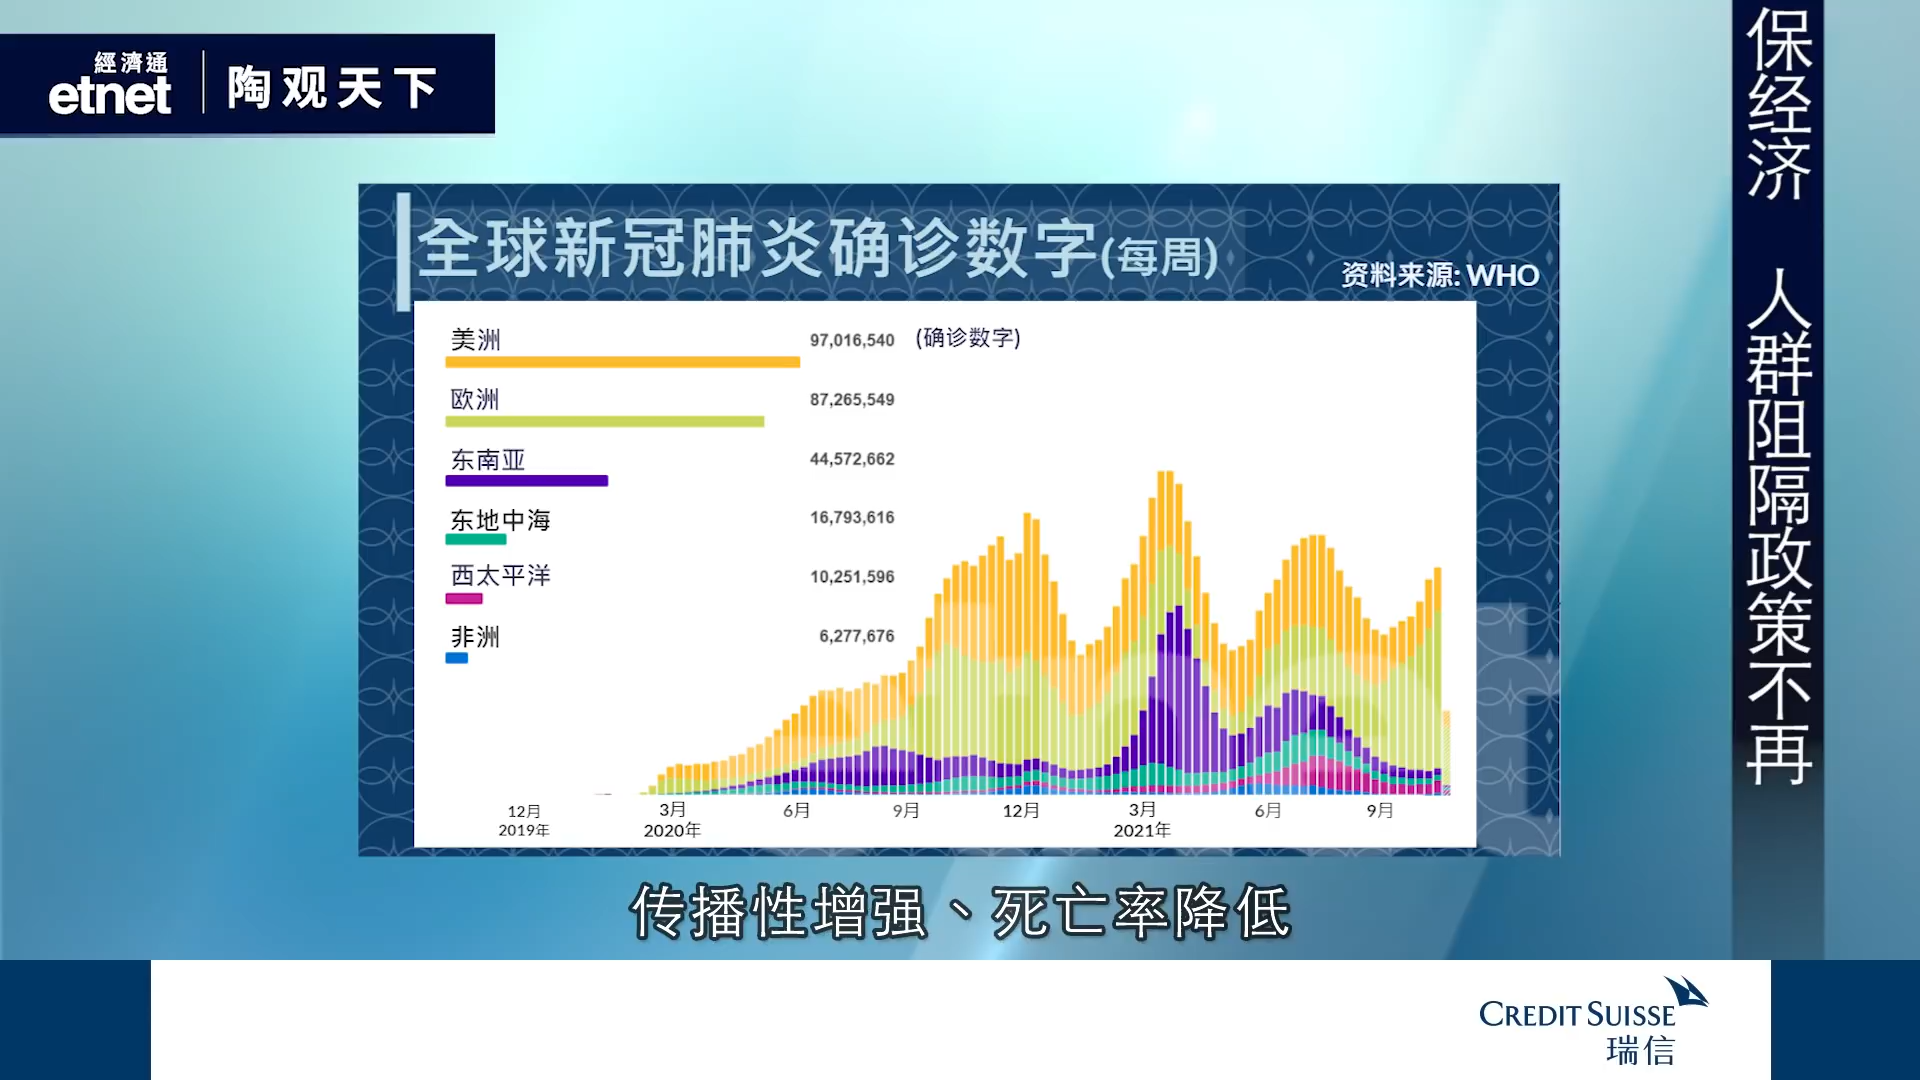 經濟通
etnet
陶观天下
保经济 人群阻隔政策不再
全球新冠肺炎确诊数字(每周)
资料来源: WHO
美洲 97,016,540 (确诊数字)
欧洲 87,265,549
东南亚 44,572,662
东地中海 16,793,616
西太平洋 10,251,596
非洲 6,277,676
12月 3月 6月 9月 12月 3月 6月 9月
2019年 2020年 2021年
传播性增强、死亡率降低
CREDIT SUISSE
瑞信